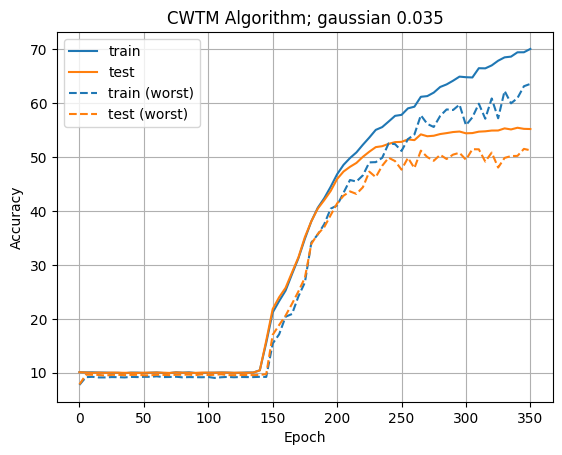 CWTM Algorithm; gaussian 0.035
train
test
train (worst)
test (worst)
Accuracy
70
60
50
40
30
20
10
0
50
100
150
200
250
300
350
Epoch